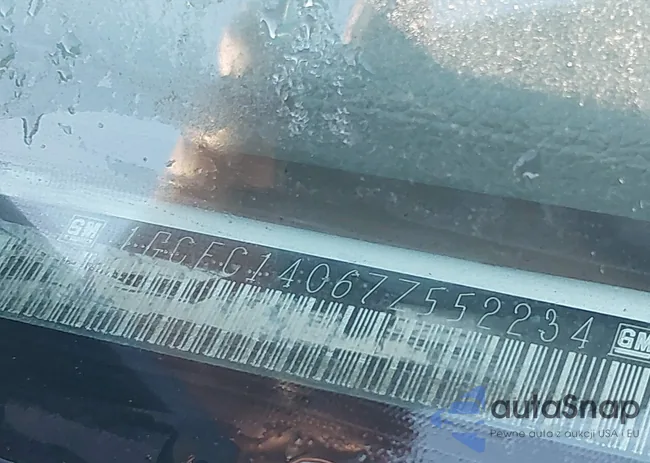 GM 1GCEC14067Z552234 GM
autoSnap
Pewne auta z aukcji USA i EU